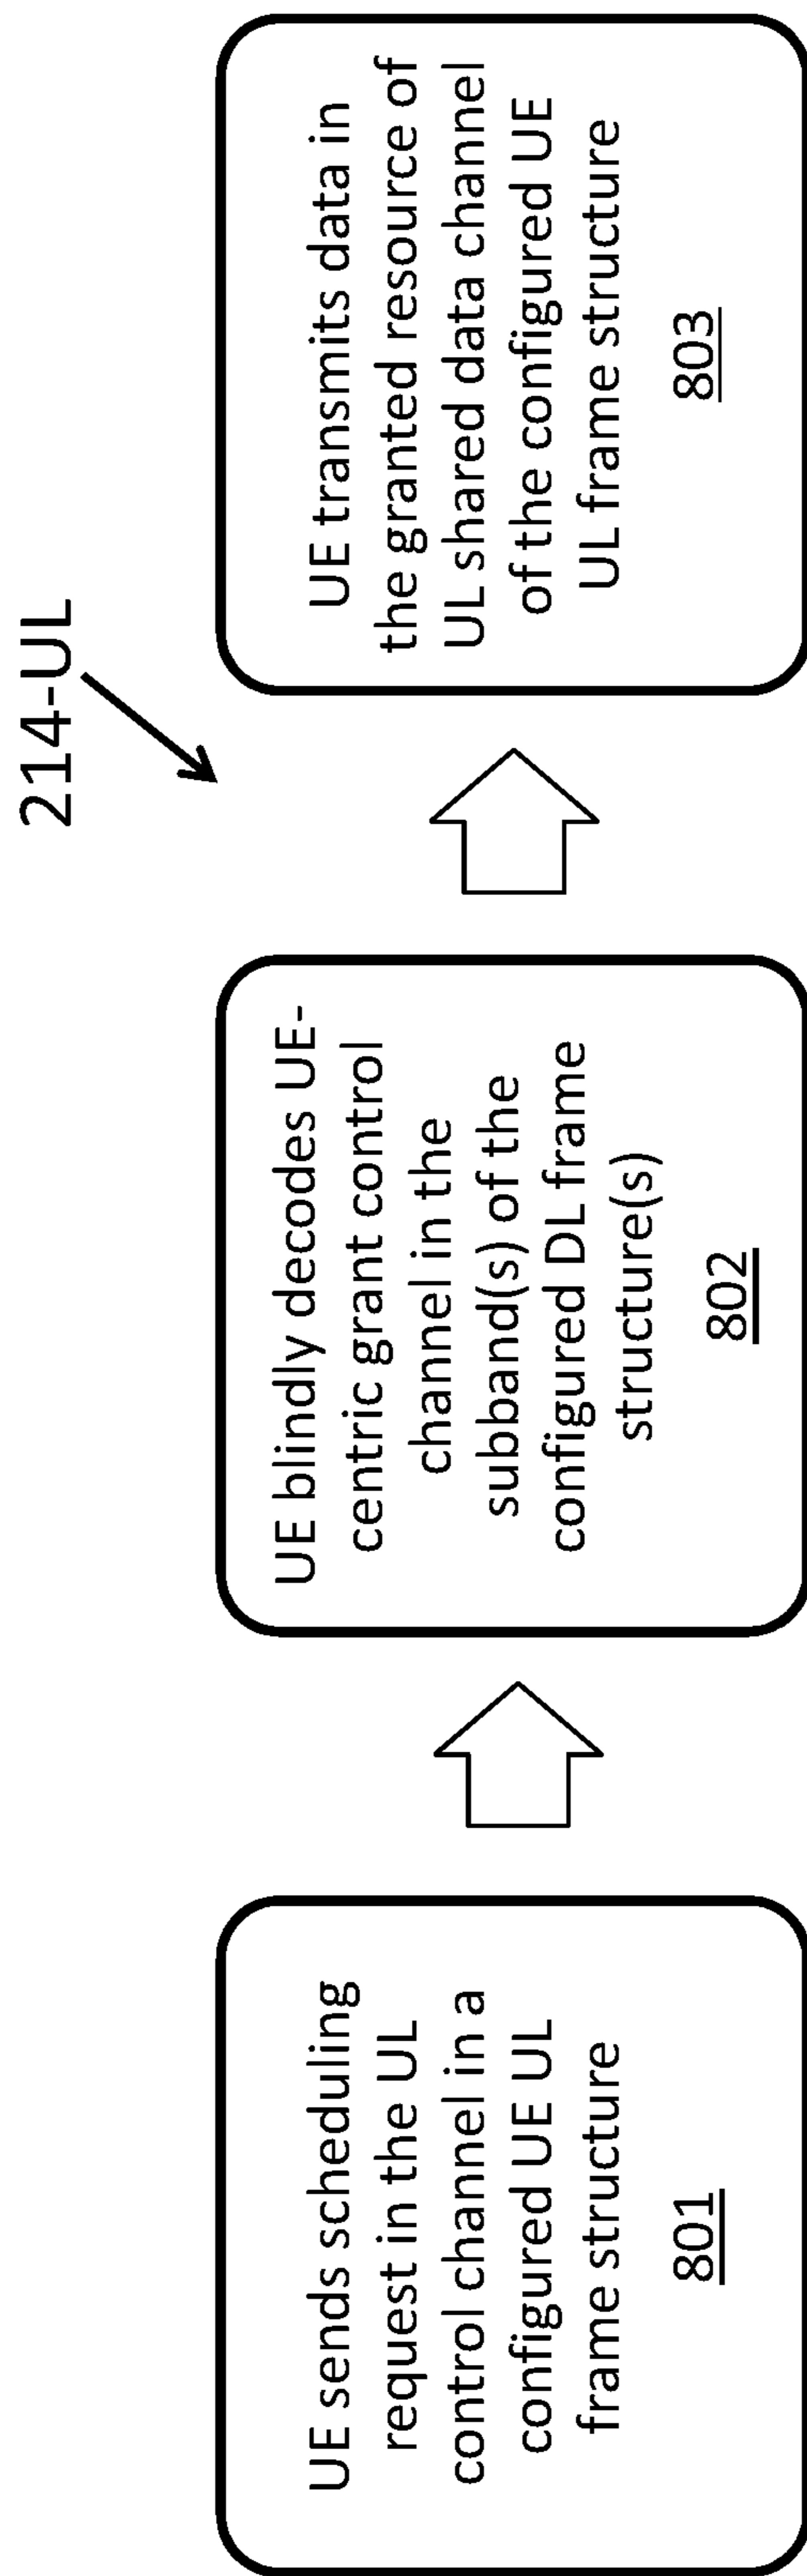 214-UL
UE sends scheduling
request in the UL
control channel in a
configured UE UL
frame structure
801
UE blindly decodes UE-
centric grant control
channel in the
subband(s) of the
configured DL frame
structure(s)
802
UE transmits data in
the granted resource of
UL shared data channel
of the configured UE
UL frame structure
803